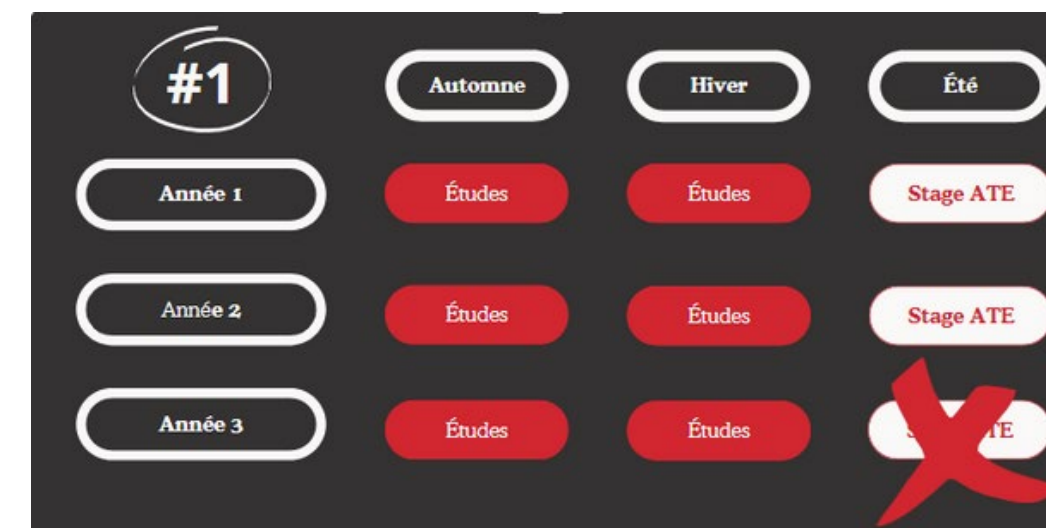 #1 Automne Hiver Été
Année 1 Études Études Stage ATE
Année 2 Études Études Stage ATE
Année 3 Études Études